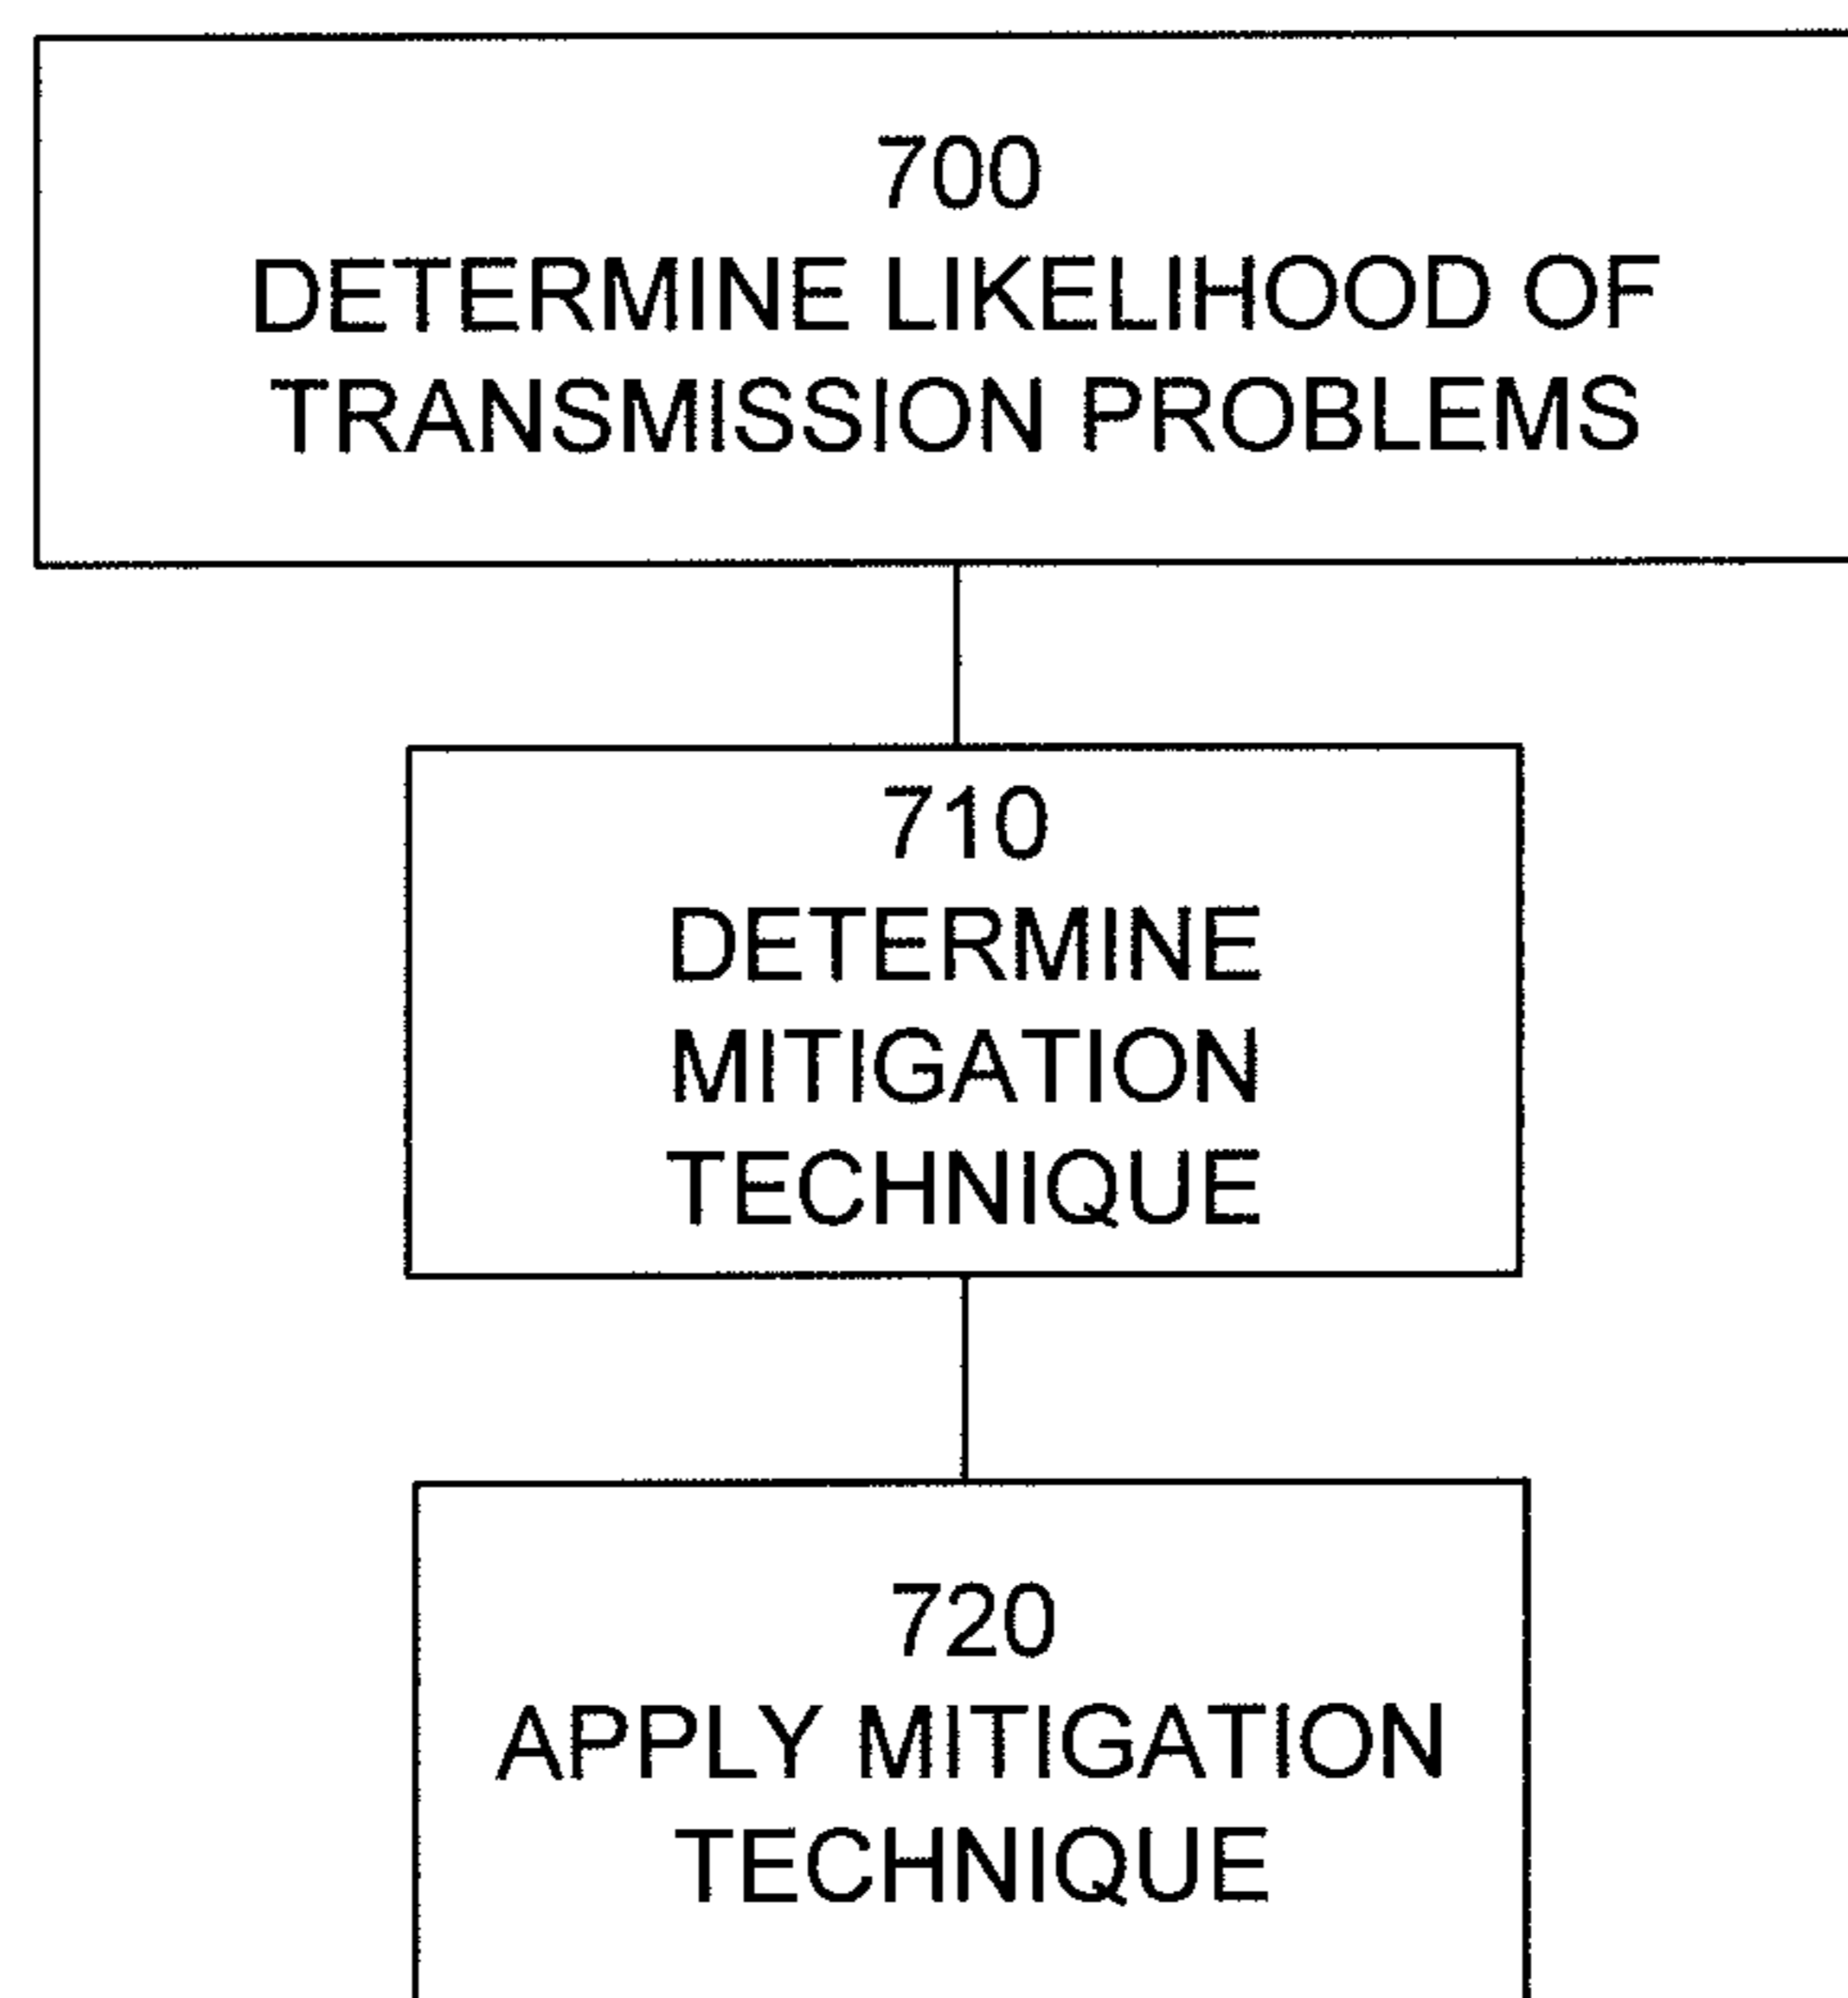 700
DETERMINE LIKELIHOOD OF
TRANSMISSION PROBLEMS
710
DETERMINE
MITIGATION
TECHNIQUE
720
APPLY MITIGATION
TECHNIQUE